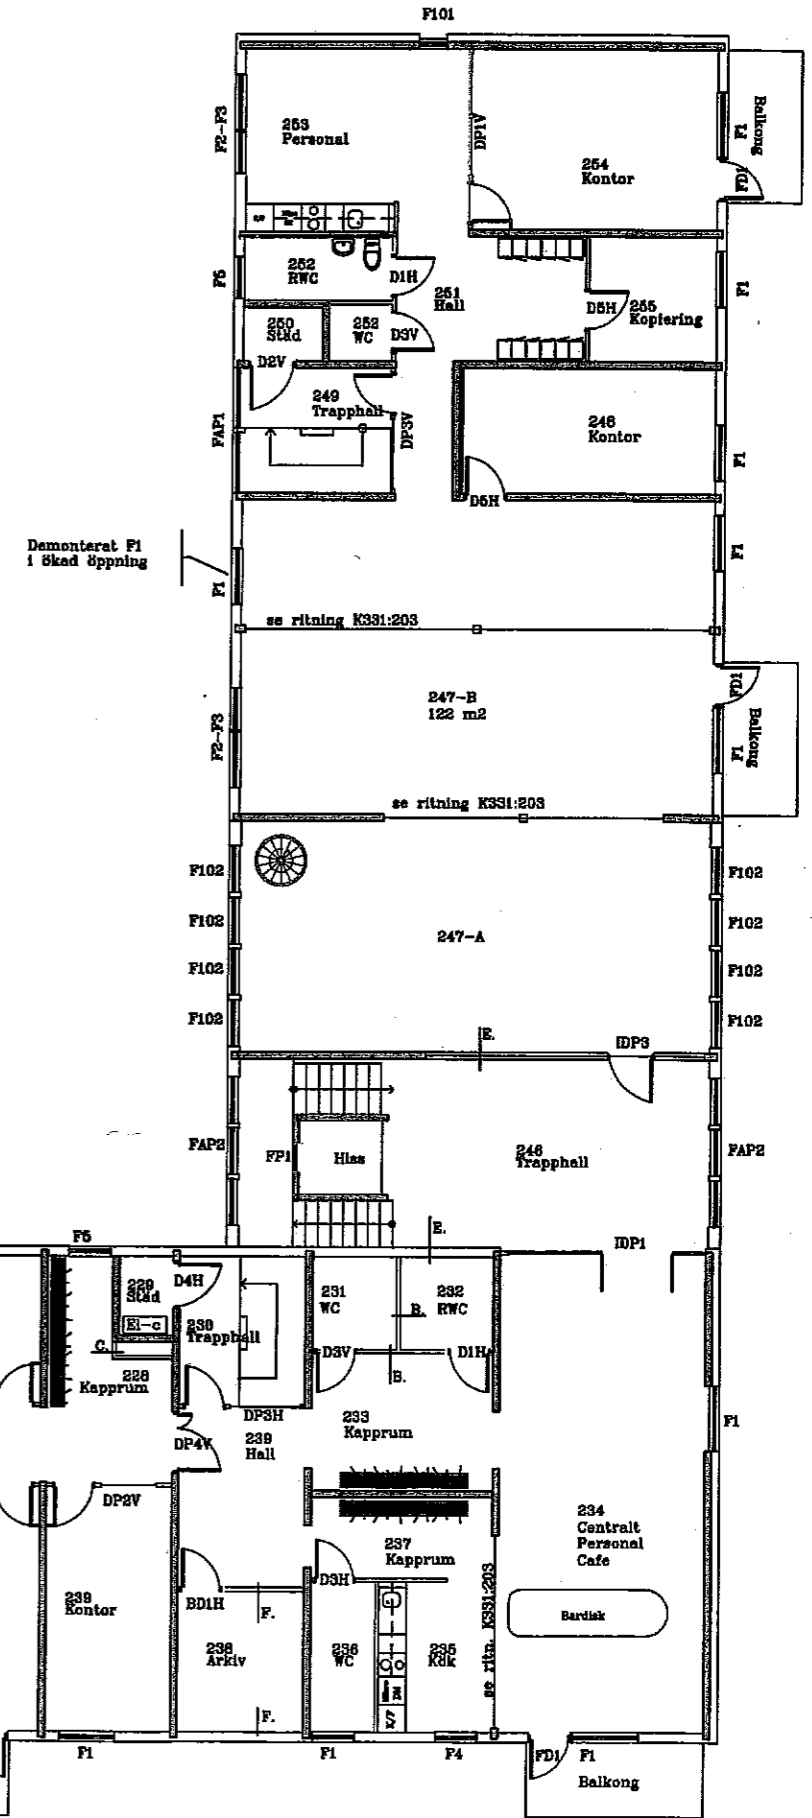 F101
F2-F3
253
Personal
DP1V
254
Kontor
F1
Balkong
FD1
F5
252
RWC
D1H
251
Hall
D5H
255
Kopiering
F1
250
Städ
252
WC
D3V
D2V
249
Trapphall
FAP1
DP3V
248
Kontor
F1
D5H
Demonterat F1
i ökad öppning
F1
F1
se ritning K331:203
247-B
122 m2
FD1
F2-F3
F1
Balkong
se ritning K331:203
F102
F102
F102
F102
247-A
F102
F102
F102
F102
E.
IDP3
FAP2
FP1
Hiss
246
Trapphall
FAP2
E.
IDP1
F5
229
Städ
D4H
El-c
230
Trapphall
231
WC
232
RWC
B.
C.
228
Kapprum
D3V
B.
D1H
DP3H
DP4V
239
Hall
233
Kapprum
F1
DP2V
237
Kapprum
234
Centralt
Personal
Cafe
239
Kontor
BD1H
F.
D3H
Bardisk
238
Arkiv
236
WC
235
Kök
se ritn. K331:203
F.
K/F
F1
F1
F4
FD1
F1
Balkong